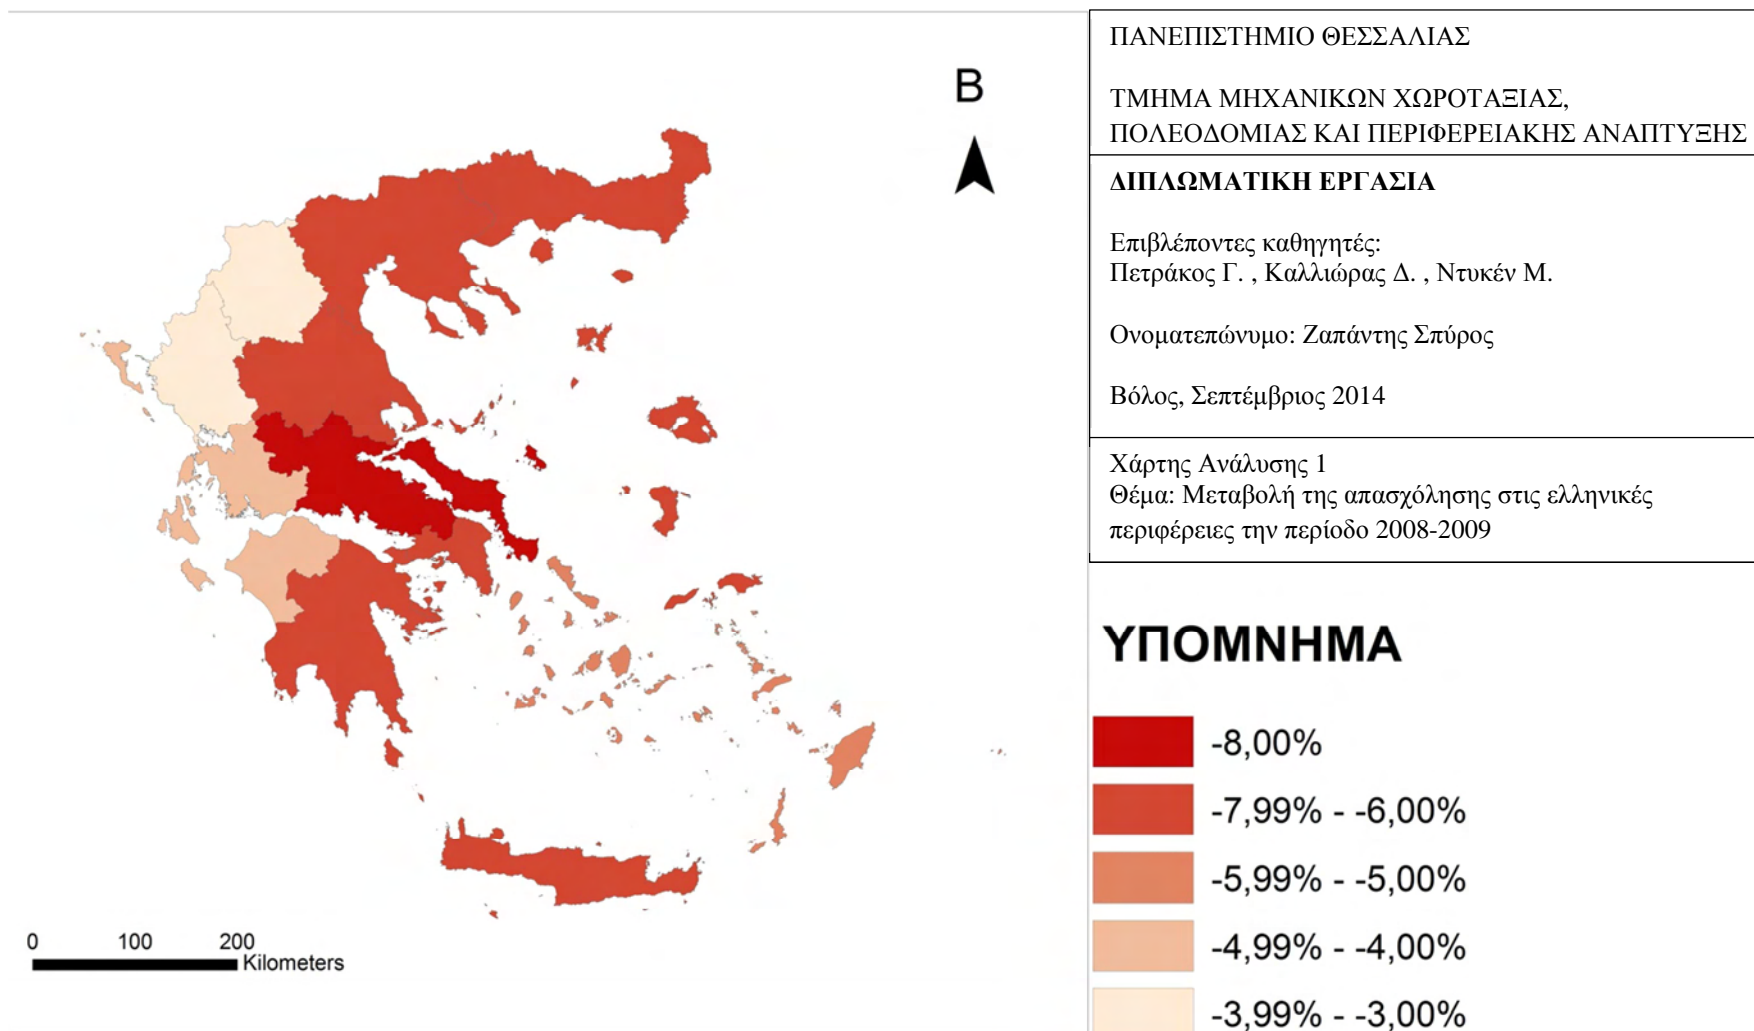 ΠΑΝΕΠΙΣΤΗΜΙΟ ΘΕΣΣΑΛΙΑΣ
ΤΜΗΜΑ ΜΗΧΑΝΙΚΩΝ ΧΩΡΟΤΑΞΙΑΣ,
ΠΟΛΕΟΔΟΜΙΑΣ ΚΑΙ ΠΕΡΙΦΕΡΕΙΑΚΗΣ ΑΝΑΠΤΥΞΗΣ
ΔΙΠΛΩΜΑΤΙΚΗ ΕΡΓΑΣΙΑ
Επιβλέποντες καθηγητές:
Πετράκος Γ. , Καλλιώρας Δ. , Ντυκέν Μ.
Ονοματεπώνυμο: Ζαπάντης Σπύρος
Βόλος, Σεπτέμβριος 2014
Χάρτης Ανάλυσης 1
Θέμα: Μεταβολή της απασχόλησης στις ελληνικές
περιφέρειες την περίοδο 2008-2009
Β
ΥΠΟΜΝΗΜΑ
-8,00%
-7,99% - -6,00%
-5,99% - -5,00%
-4,99% - -4,00%
-3,99% - -3,00%
0 100 200
Kilometers